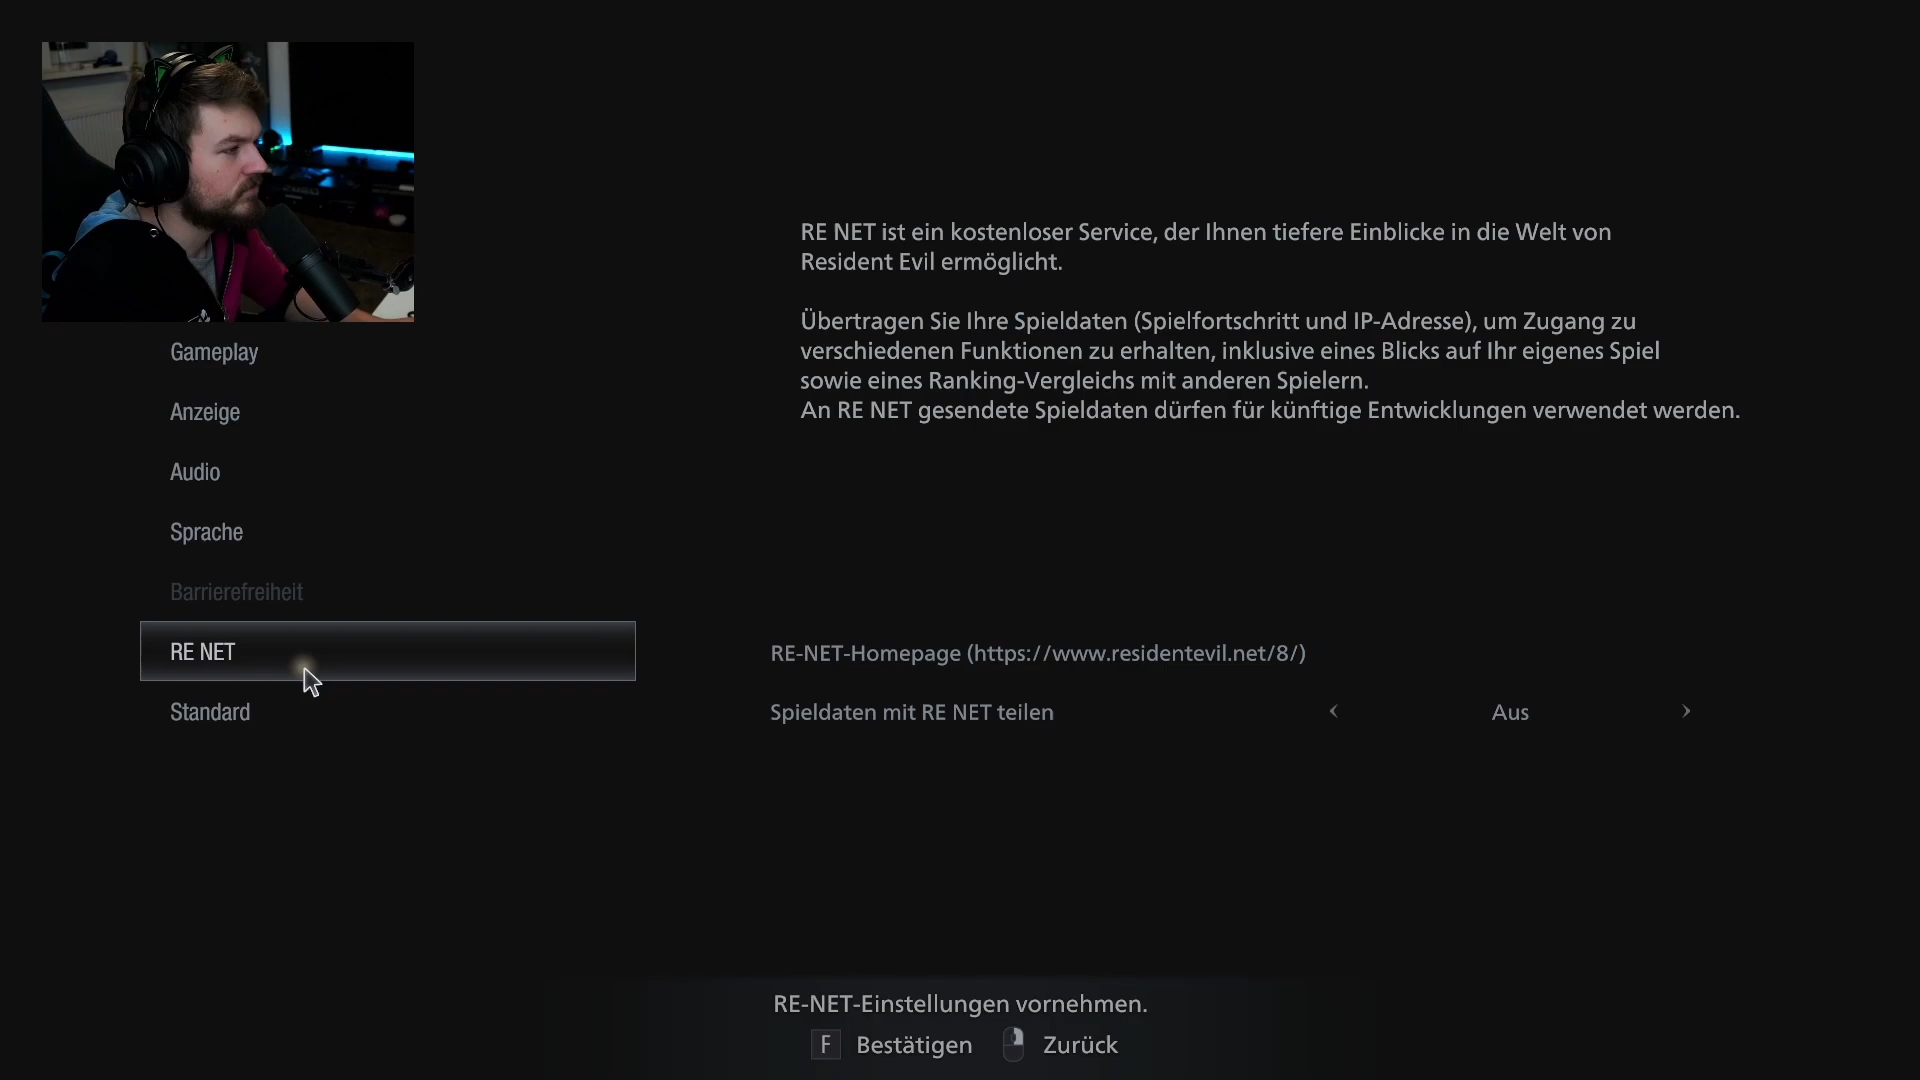 RE NET ist ein kostenloser Service, der Ihnen tiefere Einblicke in die Welt von
Resident Evil ermöglicht.
Übertragen Sie Ihre Spieldaten (Spielfortschritt und IP-Adresse), um Zugang zu
verschiedenen Funktionen zu erhalten, inklusive eines Blicks auf Ihr eigenes Spiel
sowie eines Ranking-Vergleichs mit anderen Spielern.
An RE NET gesendete Spieldaten dürfen für künftige Entwicklungen verwendet werden.
Gameplay
Anzeige
Audio
Sprache
Barrierefreiheit
RE NET
Standard
RE-NET-Homepage (https://www.residentevil.net/8/)
Spieldaten mit RE NET teilen
Aus
RE-NET-Einstellungen vornehmen.
F Bestätigen Zurück